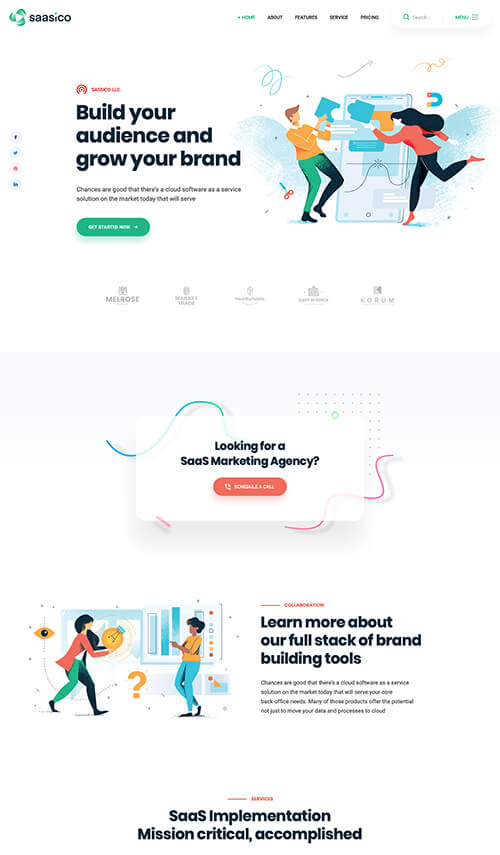 saasico
+ HOME ABOUT FEATURES SERVICE PRICING Search... MENU
SASSICO LLC.
Build your
audience and
grow your brand
Chances are good that there's a cloud software as a service
solution on the market today that will serve
GET STARTED NOW
MELROSE
MARKET
TRADE
KORUM
Looking for a
SaaS Marketing Agency?
SCHEDULE A CALL
COLLABORATION
Learn more about
our full stack of brand
building tools
Chances are good that there's a cloud software as a service
solution on the market today that will serve your core
back-office needs. Many of those products offer the potential
not just to move your data and processes to cloud
?
SERVICES
SaaS Implementation
Mission critical, accomplished